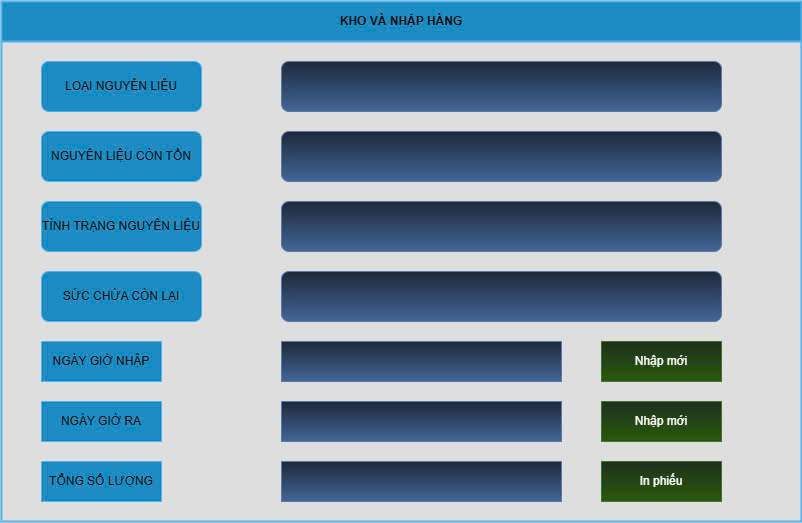 KHO VÀ NHẬP HÀNG
LOẠI NGUYÊN LIỆU
NGUYÊN LIỆU CÒN TỒN
TÌNH TRẠNG NGUYÊN LIỆU
SỨC CHỨA CÒN LẠI
NGÀY GIỜ NHẬP
Nhập mới
NGÀY GIỜ RA
Nhập mới
TỔNG SỐ LƯỢNG
In phiếu